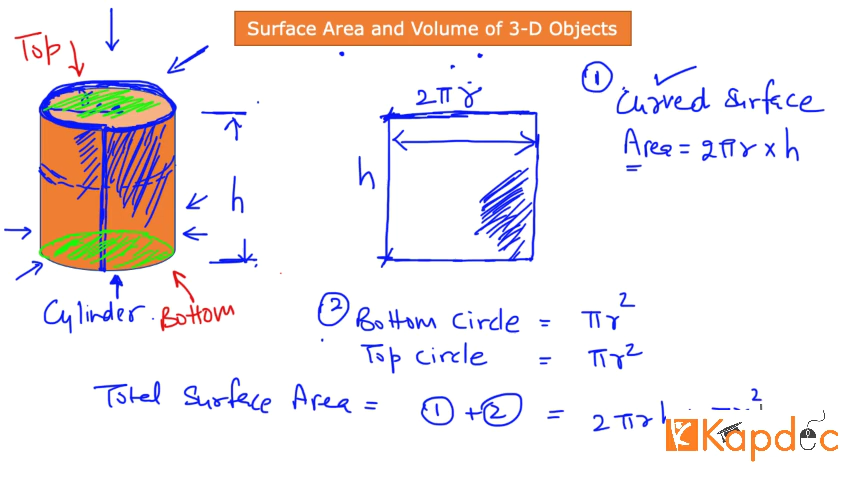 Surface Area and Volume of 3-D Objects
Top
2πr
① Curved Surface
Area = 2πr × h
h
h
Cylinder.
Bottom
② Bottom Circle = πr²
Top circle = πr²
Total Surface Area = ① + ② = 2πrh
Kapdec